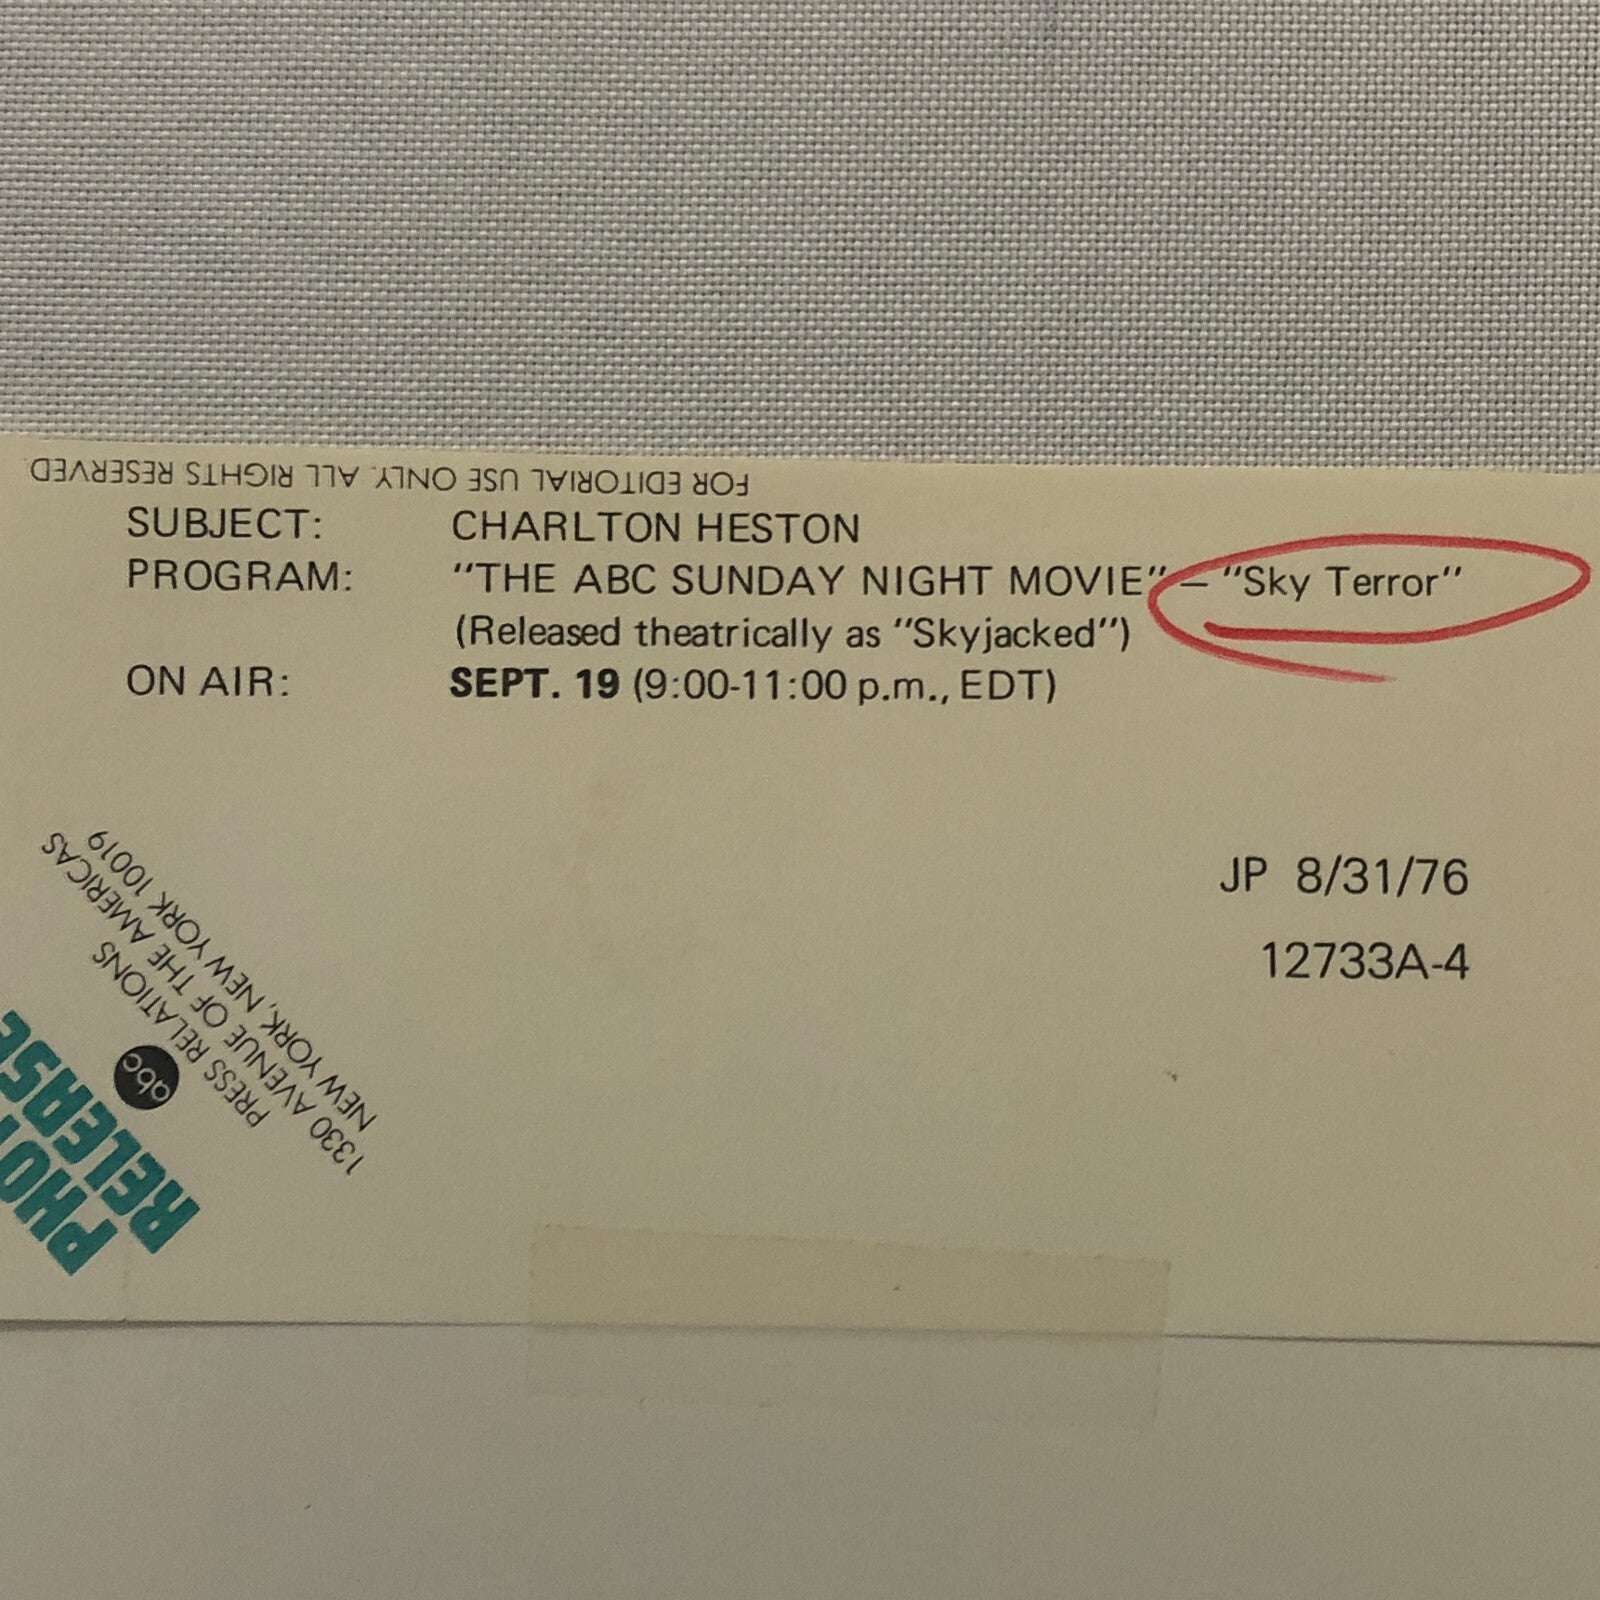 FOR EDITORIAL USE ONLY. ALL RIGHTS RESERVED.
SUBJECT: CHARLTON HESTON
PROGRAM: "THE ABC SUNDAY NIGHT MOVIE" – "Sky Terror"
(Released theatrically as "Skyjacked")
ON AIR: SEPT. 19 (9:00-11:00 p.m., EDT)
JP 8/31/76
12733A-4
RELEASE
abc
PRESS RELATIONS
1330 AVENUE OF THE AMERICAS
NEW YORK, NEW YORK 10019